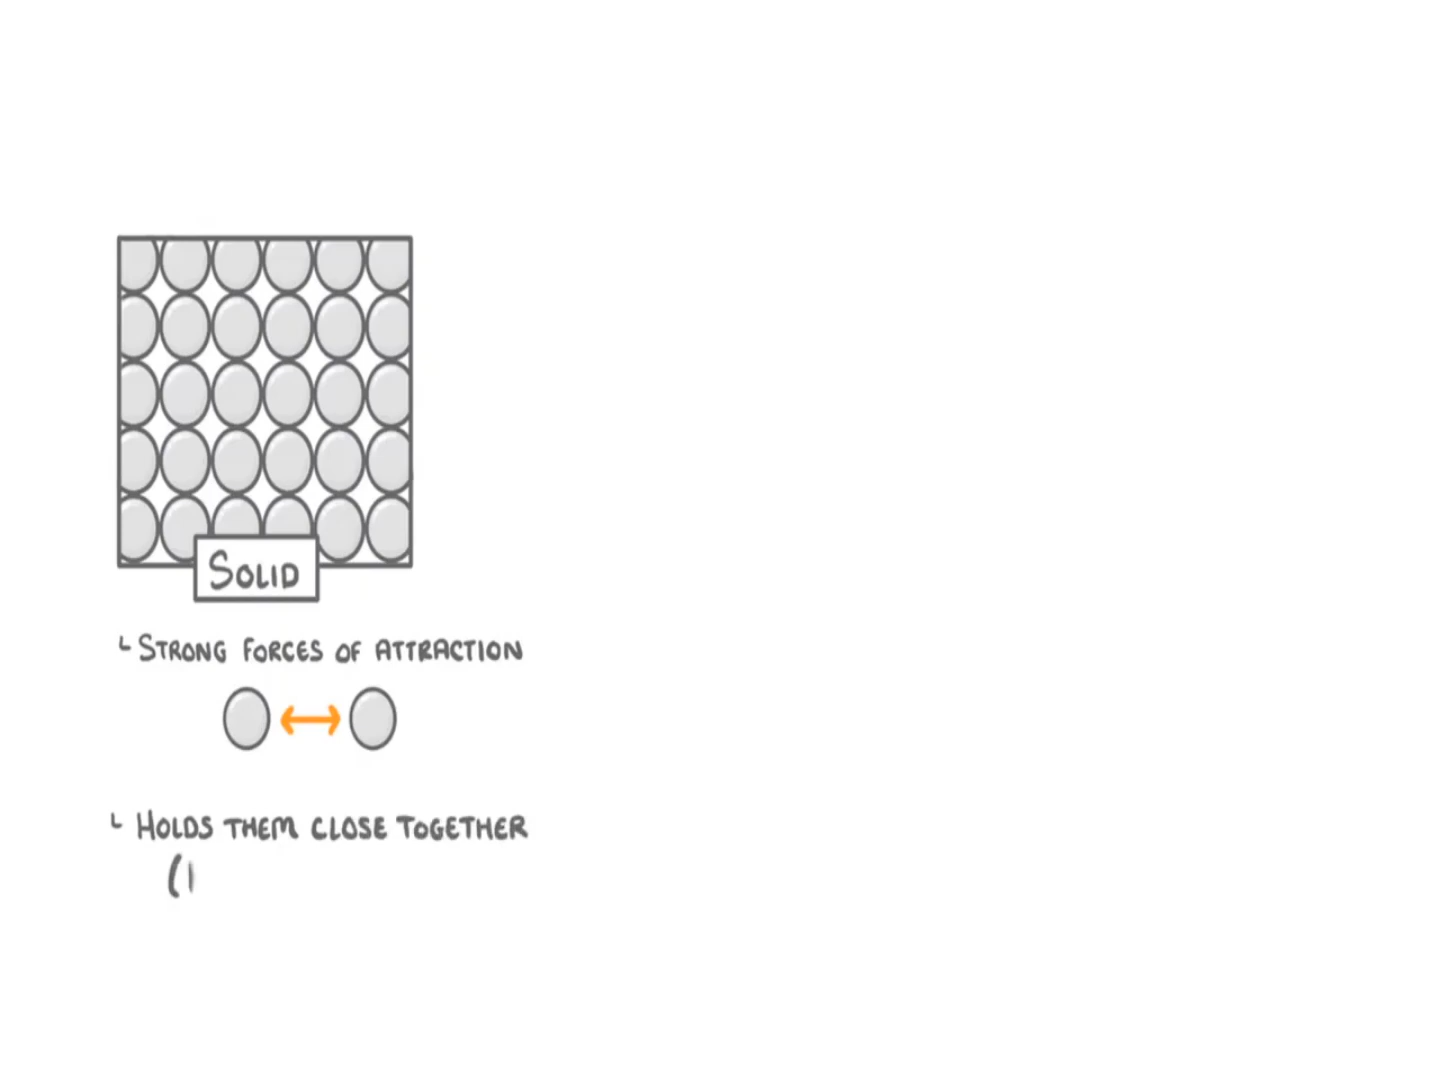 SOLID
└ STRONG FORCES OF ATTRACTION
└ HOLDS THEM CLOSE TOGETHER
(